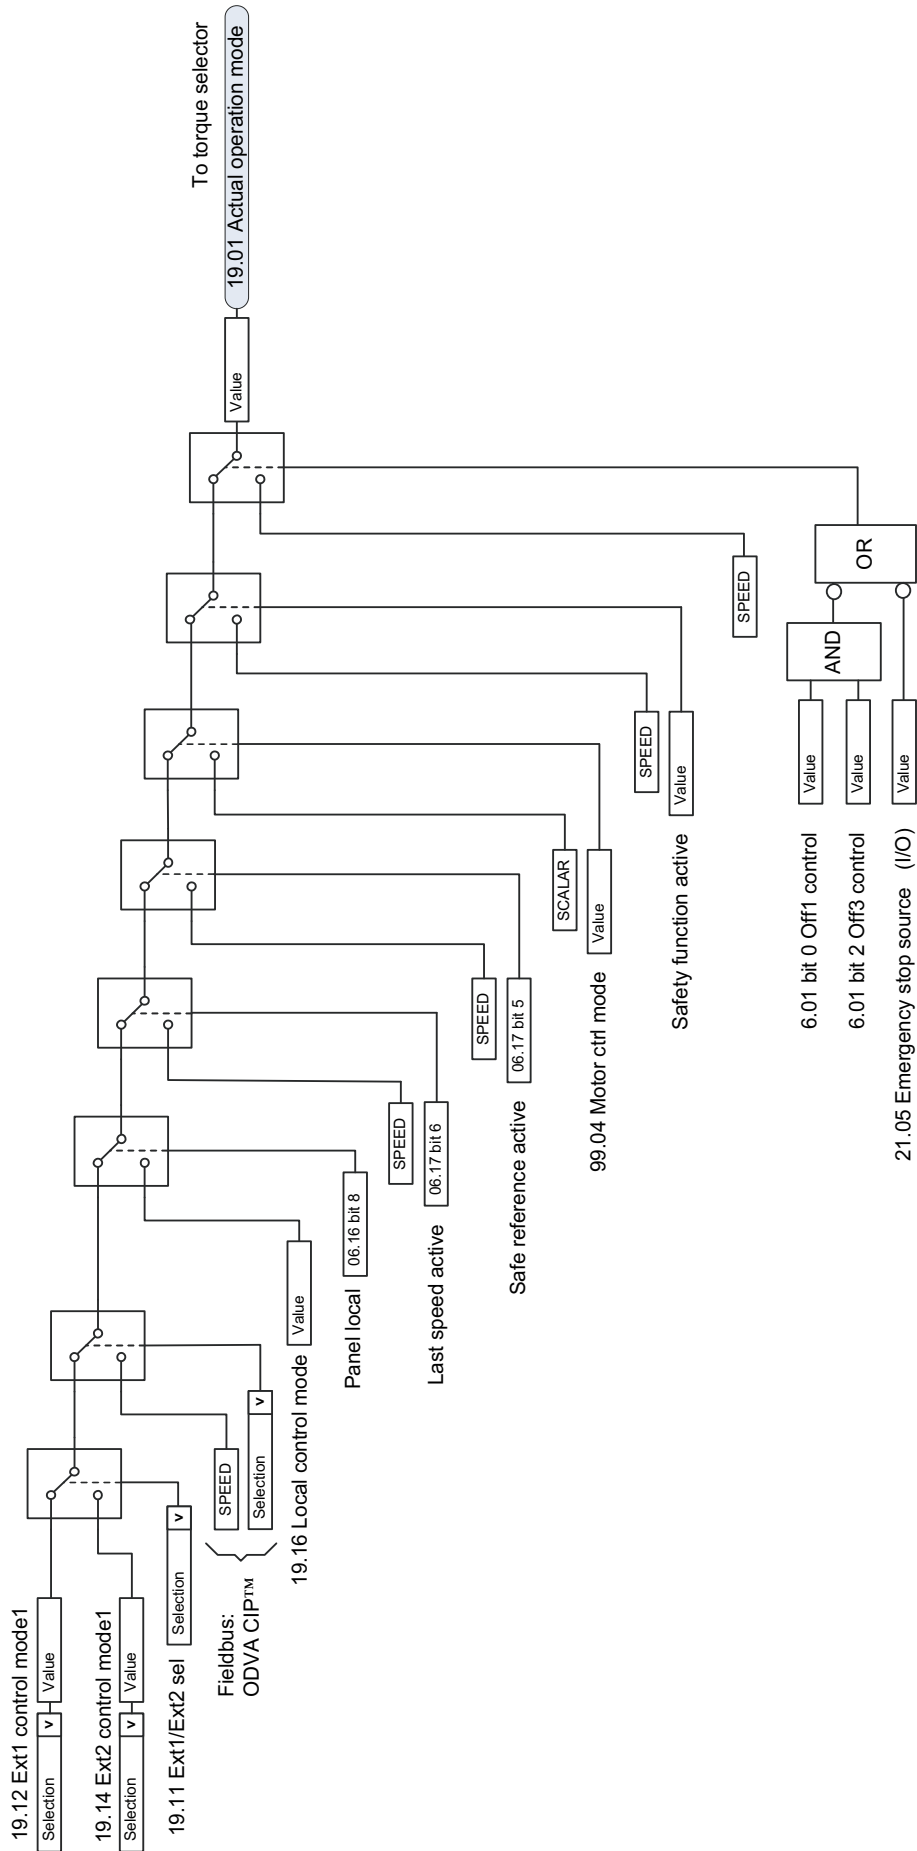 19.12 Ext1 control mode1
Selection
v
Value
19.14 Ext2 control mode1
Selection
v
Value
19.11 Ext1/Ext2 sel
Selection
v
Fieldbus:
ODVA CIP™
SPEED
Selection
v
19.16 Local control mode
Value
Panel local
06.16 bit 8
SPEED
Last speed active
06.17 bit 6
SPEED
Safe reference active
06.17 bit 5
SCALAR
99.04 Motor ctrl mode
Value
SPEED
Safety function active
Value
SPEED
6.01 bit 0 Off1 control
Value
6.01 bit 2 Off3 control
Value
21.05 Emergency stop source (I/O)
Value
AND
OR
Value
To torque selector
19.01 Actual operation mode